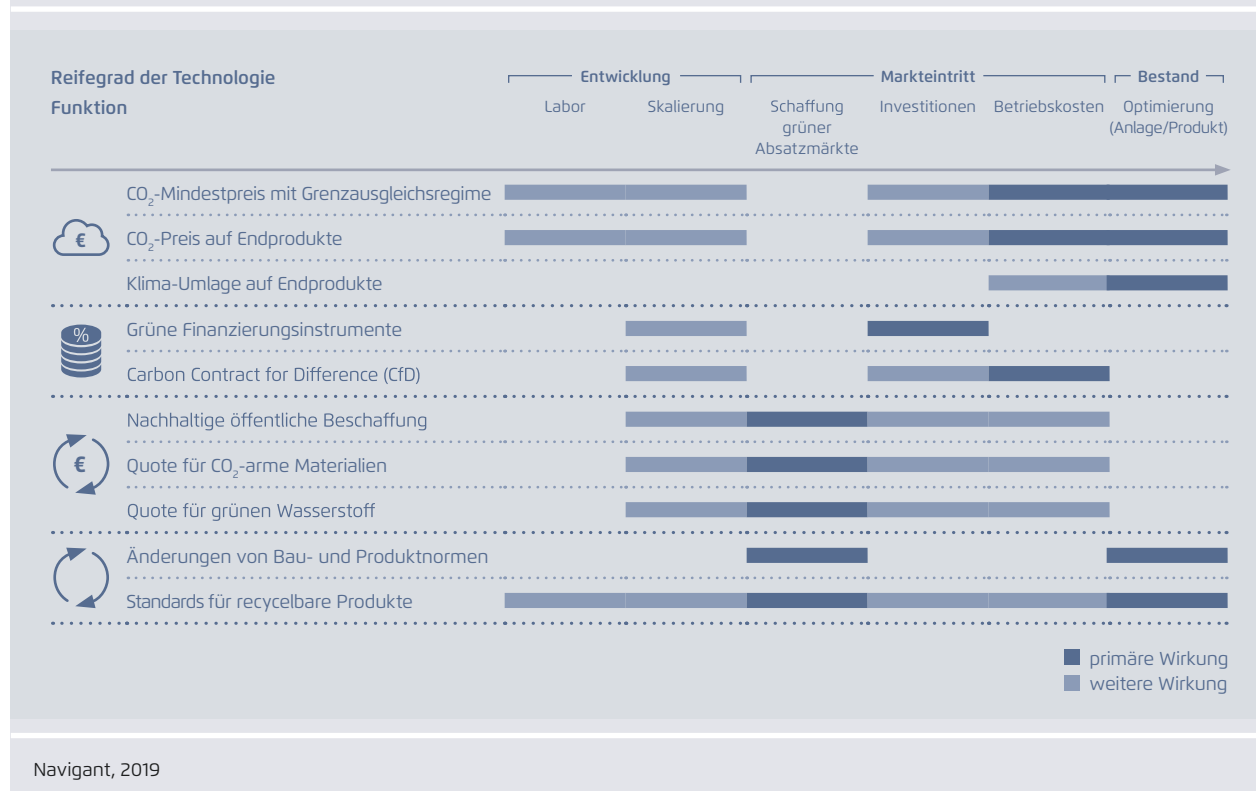 Reifegrad der Technologie
Funktion
Entwicklung
Markteintritt
Bestand
Labor
Skalierung
Schaffung
grüner
Absatzmärkte
Investitionen
Betriebskosten
Optimierung
(Anlage/Produkt)
CO₂-Mindestpreis mit Grenzausgleichsregime
€
CO₂-Preis auf Endprodukte
Klima-Umlage auf Endprodukte
%
Grüne Finanzierungsinstrumente
Carbon Contract for Difference (CfD)
Nachhaltige öffentliche Beschaffung
€
Quote für CO₂-arme Materialien
Quote für grünen Wasserstoff
Änderungen von Bau- und Produktnormen
Standards für recycelbare Produkte
primäre Wirkung
weitere Wirkung
Navigant, 2019